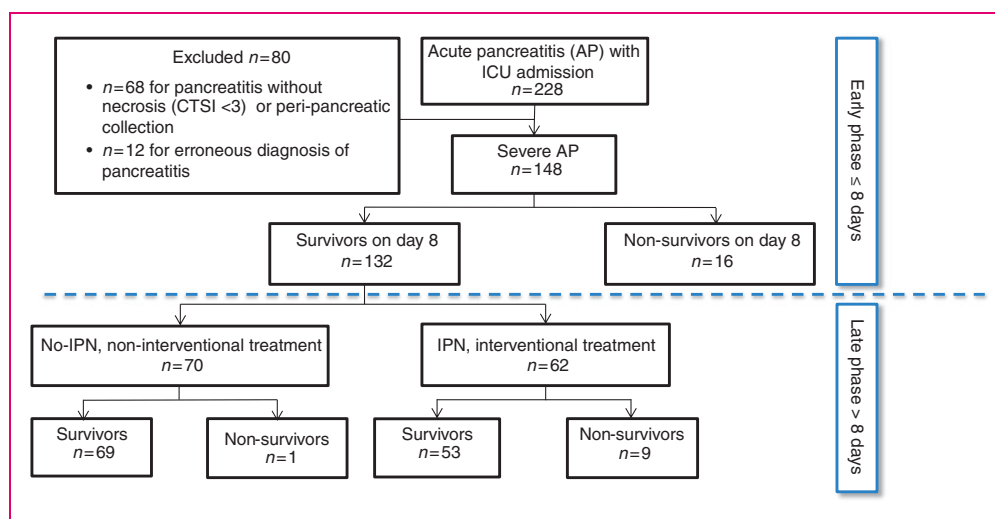 Excluded n=80
• n=68 for pancreatitis without
necrosis (CTSI <3) or peri-pancreatic
collection
• n=12 for erroneous diagnosis of
pancreatitis
Acute pancreatitis (AP) with
ICU admission
n=228
Severe AP
n=148
Survivors on day 8
n=132
Non-survivors on day 8
n=16
Early phase ≤ 8 days
No-IPN, non-interventional treatment
n=70
IPN, interventional treatment
n=62
Survivors
n=69
Non-survivors
n=1
Survivors
n=53
Non-survivors
n=9
Late phase > 8 days